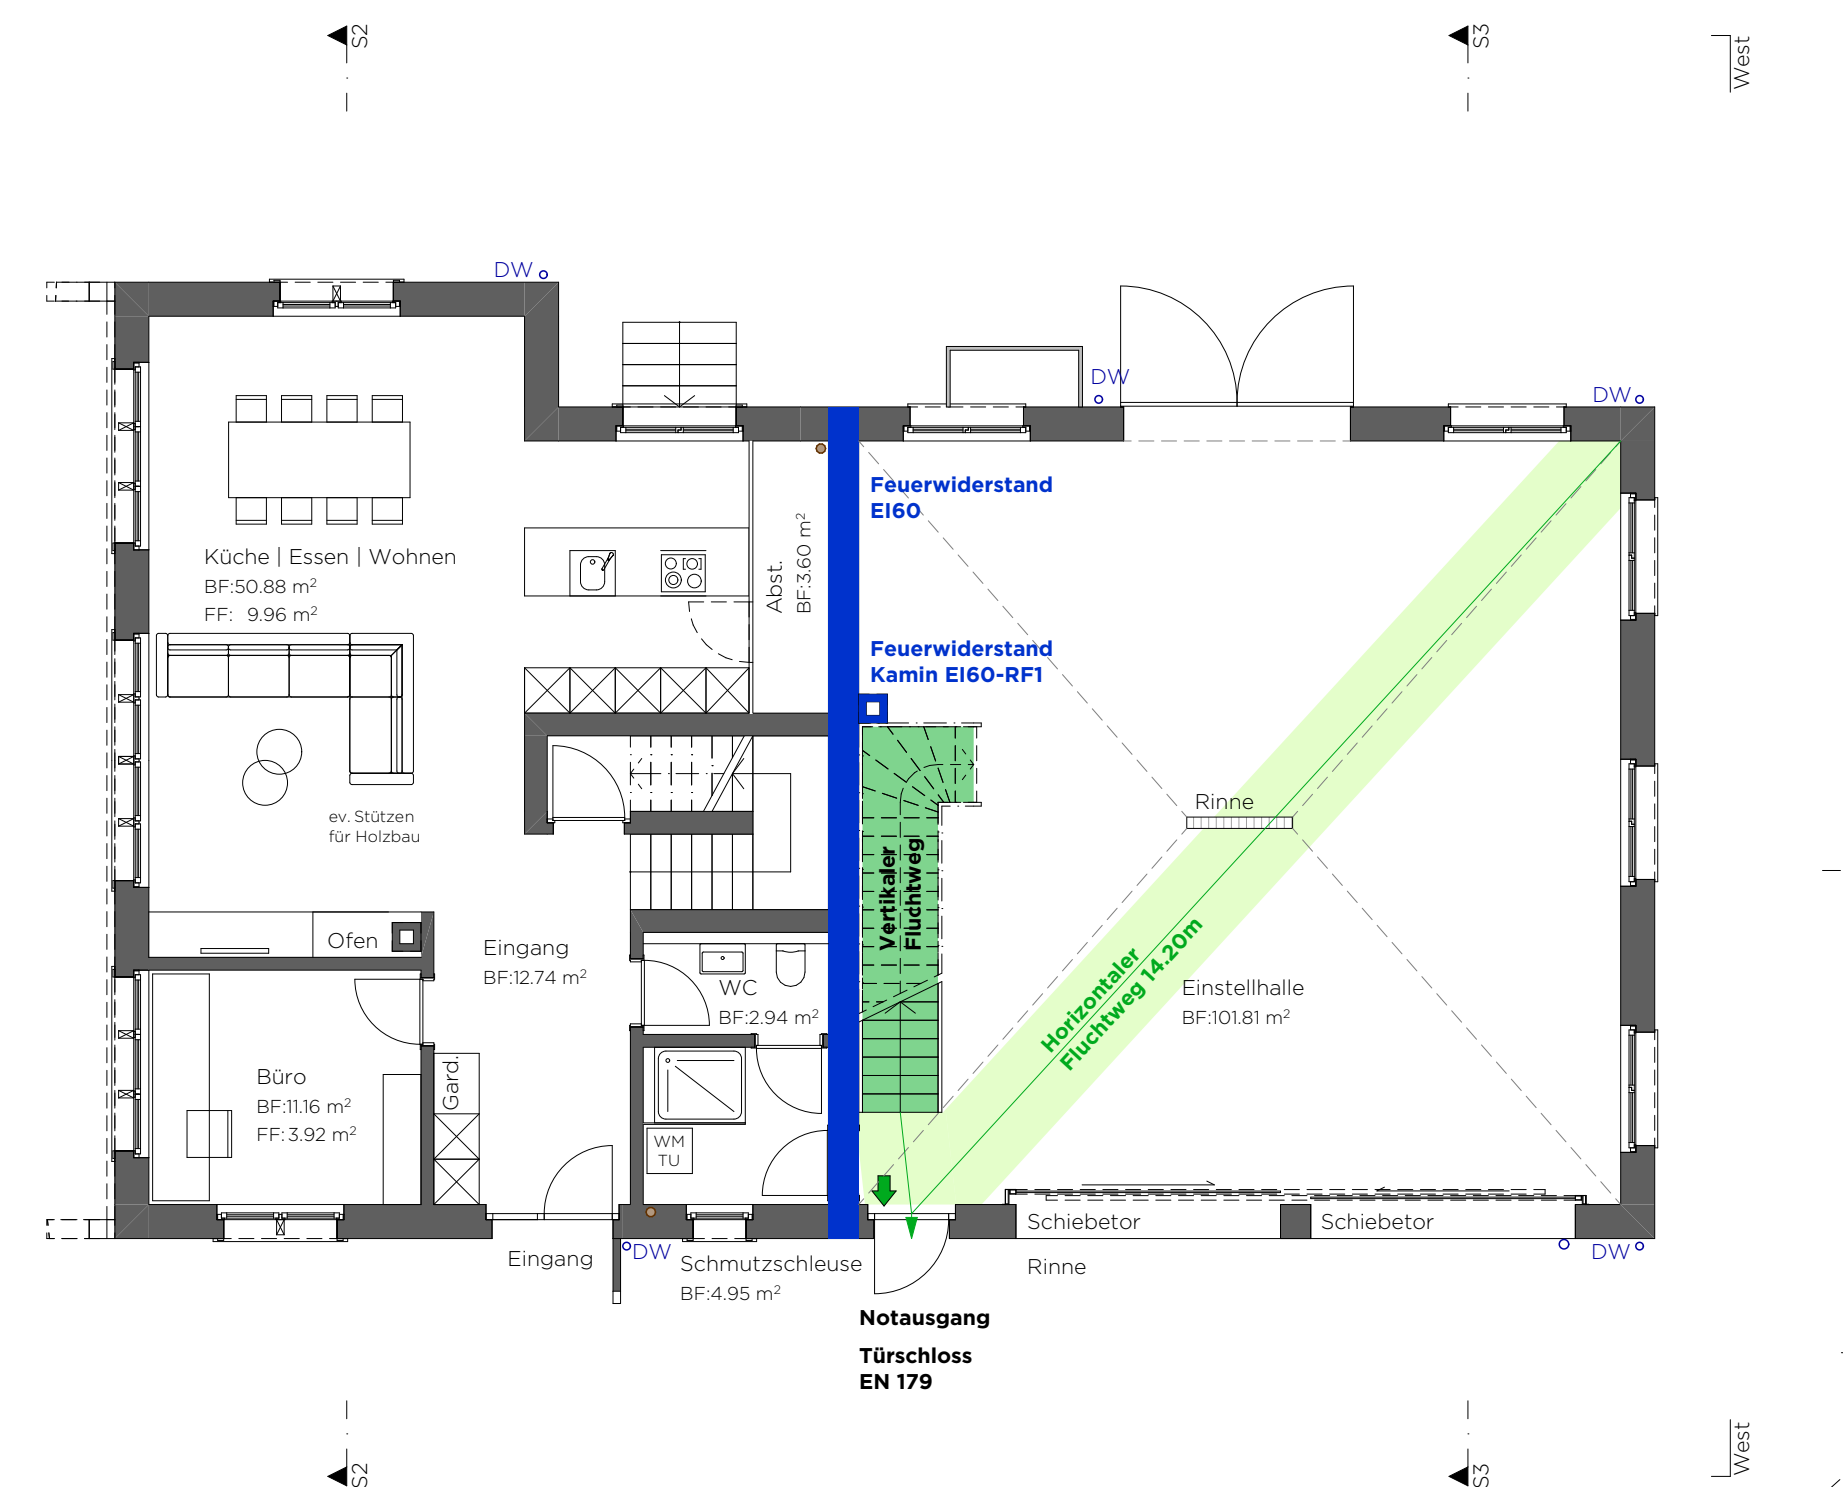 S2
S3
West
DW
DW
DW
Feuerwiderstand
EI60
Küche | Essen | Wohnen
BF:50.88 m²
FF: 9.96 m²
Abst.
BF:3.60 m²
Feuerwiderstand
Kamin EI60-RF1
ev. Stützen
für Holzbau
Rinne
Vertikaler
Fluchtweg
Ofen
Eingang
BF:12.74 m²
WC
BF:2.94 m²
Horizontaler
Fluchtweg 14.20m
Einstellhalle
BF:101.81 m²
Büro
BF:11.16 m²
FF: 3.92 m²
Gard.
WM
TU
Schiebetor
Schiebetor
Eingang
DW
Schmutzschleuse
BF:4.95 m²
Rinne
DW
Notausgang
Türschloss
EN 179
S2
S3
West